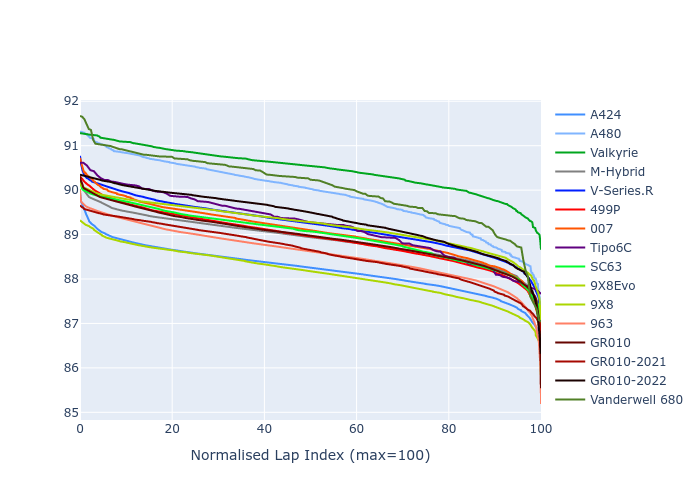 92
91
90
89
88
87
86
85
0
20
40
60
80
100
Normalised Lap Index (max=100)
A424
A480
Valkyrie
M-Hybrid
V-Series.R
499P
007
Tipo6C
SC63
9X8Evo
9X8
963
GR010
GR010-2021
GR010-2022
Vanderwell 680